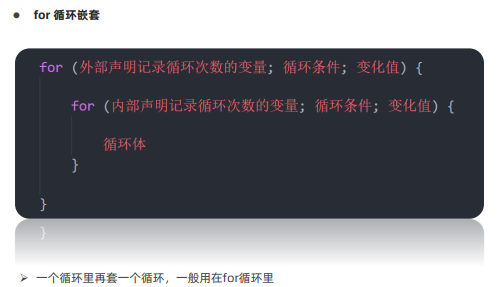 ● for 循环嵌套
for (外部声明记录循环次数的变量; 循环条件; 变化值) {
for (内部声明记录循环次数的变量; 循环条件; 变化值) {
循环体
}
}
}
➢ 一个循环里再套一个循环，一般用在for循环里